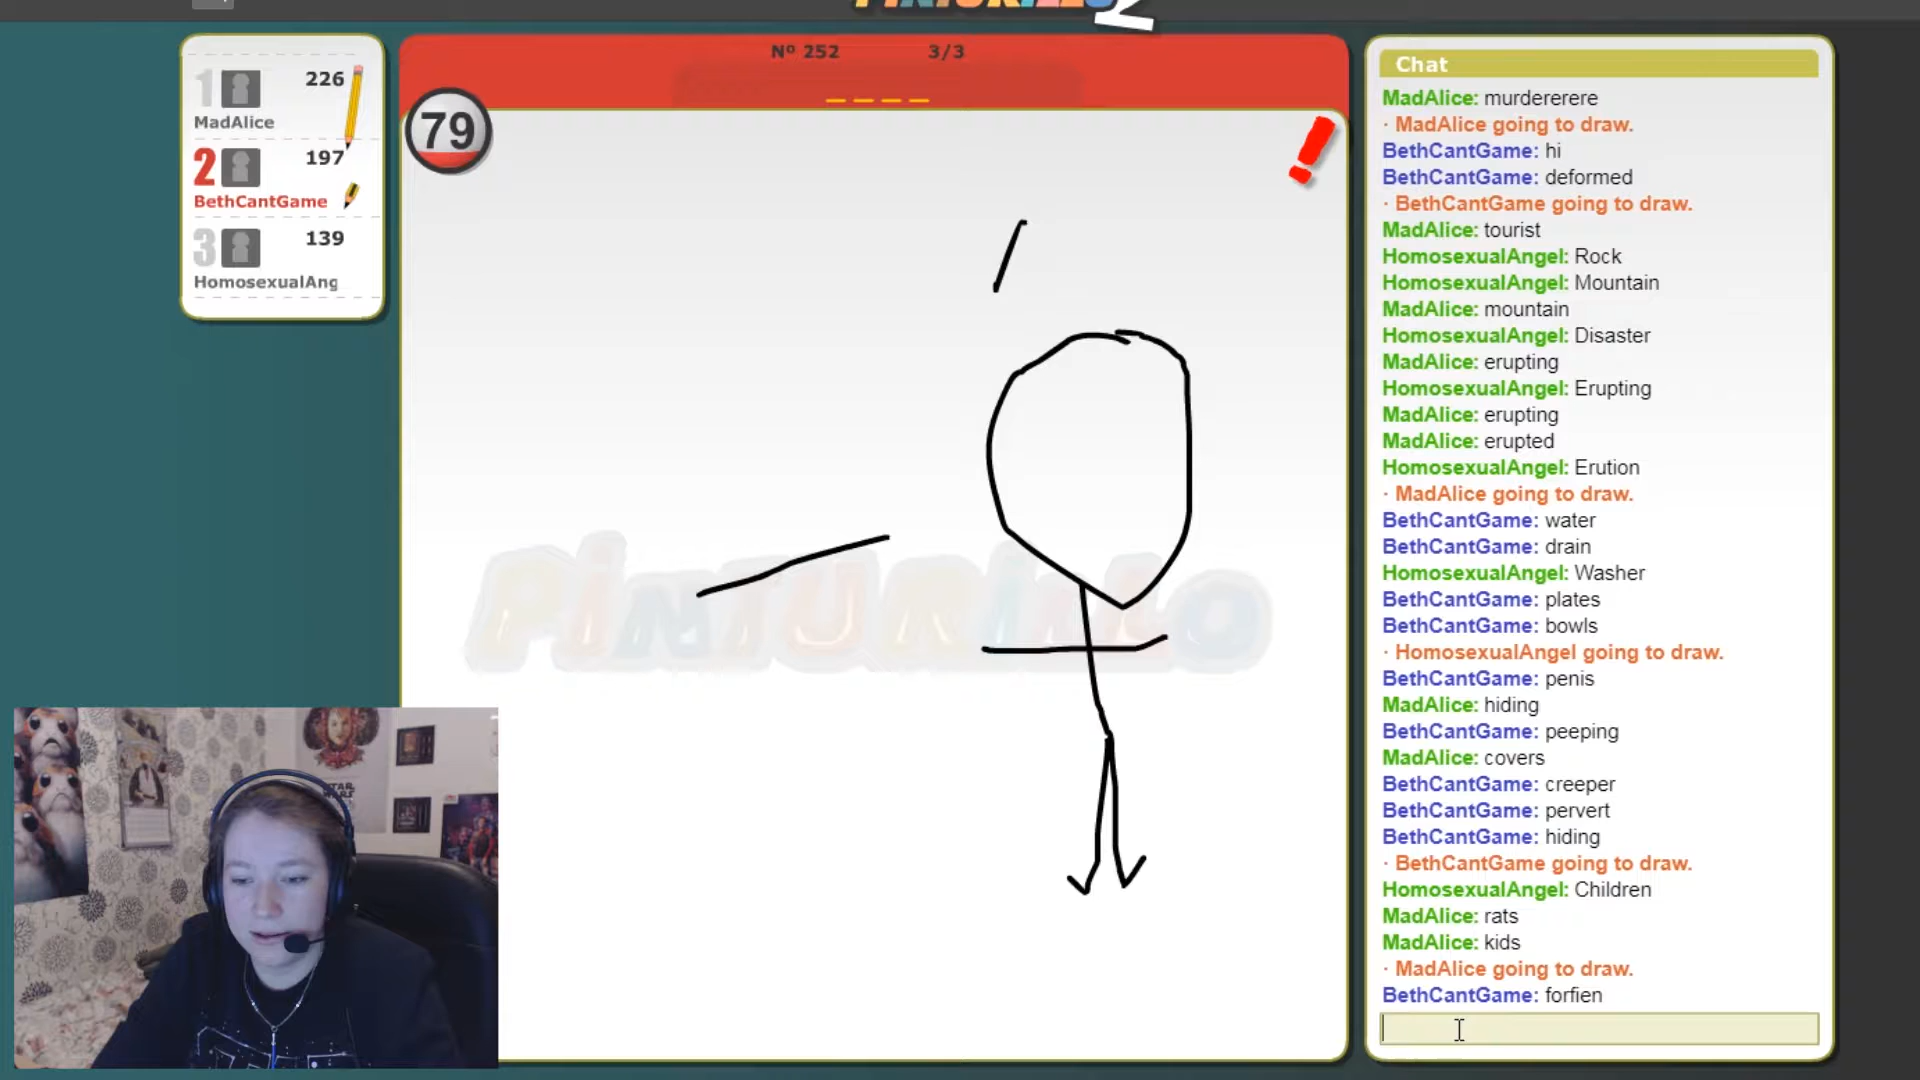 PINTURILLO 2
Nº 252 3/3
79
1 226
MadAlice
2 197
BethCantGame
3 139
HomosexualAng
PINTURILLO
STAR
WARS
Chat
MadAlice: murdererere
· MadAlice going to draw.
BethCantGame: hi
BethCantGame: deformed
· BethCantGame going to draw.
MadAlice: tourist
HomosexualAngel: Rock
HomosexualAngel: Mountain
MadAlice: mountain
HomosexualAngel: Disaster
MadAlice: erupting
HomosexualAngel: Erupting
MadAlice: erupting
MadAlice: erupted
HomosexualAngel: Erution
· MadAlice going to draw.
BethCantGame: water
BethCantGame: drain
HomosexualAngel: Washer
BethCantGame: plates
BethCantGame: bowls
· HomosexualAngel going to draw.
BethCantGame: penis
MadAlice: hiding
BethCantGame: peeping
MadAlice: covers
BethCantGame: creeper
BethCantGame: pervert
BethCantGame: hiding
· BethCantGame going to draw.
HomosexualAngel: Children
MadAlice: rats
MadAlice: kids
· MadAlice going to draw.
BethCantGame: forfien